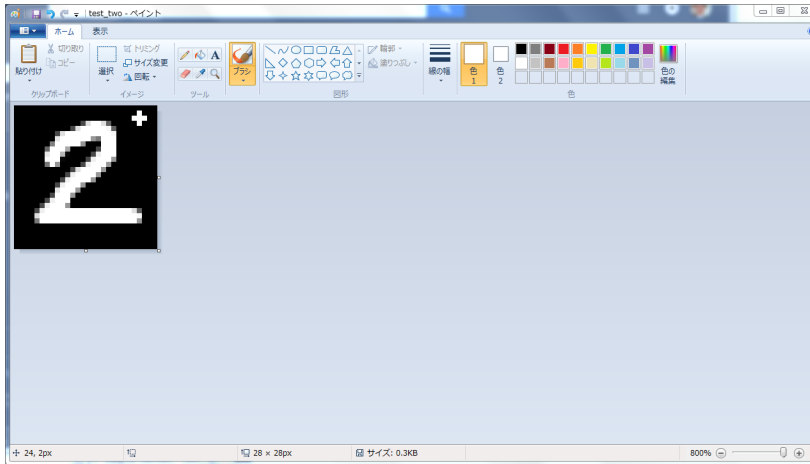 test_two - ペイント
ホーム 表示
貼り付け 切り取り コピー
クリップボード
選択 トリミング サイズ変更 回転
イメージ
A
ツール
ブラシ
輪郭 塗りつぶし
図形
線の幅
色 1 色 2 色の編集
色
2
24, 2px 28 × 28px サイズ: 0.3KB 800%